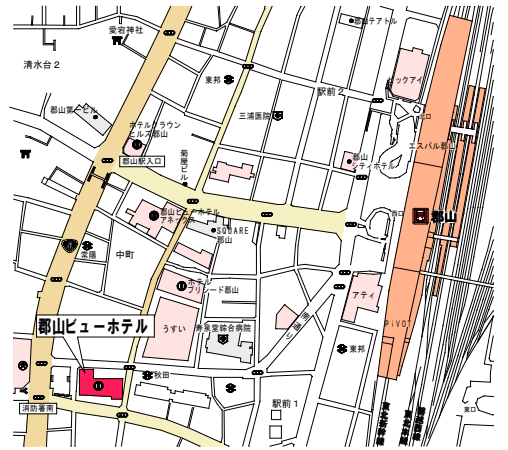 愛宕神社
郡山テアトル
清水台2
東邦
ックアイ
駅前2
郡山第一ビル
三浦医院
北口
ホテルクラウン
ヒルズ郡山
エスパル郡山
郡山駅入口
菊屋ビル
郡山
シティホテル
郡山ビューホテル
アネックス
西口
郡山
SQUARE
郡山
常陽
中町
ホテル
プリシード郡山
アティ
うすい
寿泉堂綜合病院
PiVOT
郡山ビューホテル
東邦
秋田
消防署南
駅前1
東口
東北新幹線
東北本線